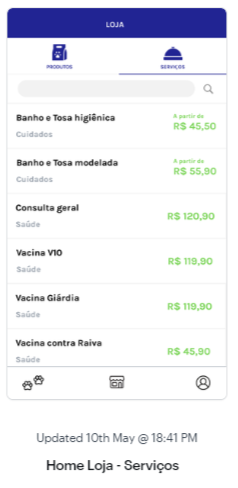 LOJA
PRODUTOS
SERVIÇOS
Banho e Tosa higiênica
A partir de
R$ 45,50
Cuidados
Banho e Tosa modelada
A partir de
R$ 55,90
Cuidados
Consulta geral
R$ 120,90
Saúde
Vacina V10
R$ 119,90
Saúde
Vacina Giárdia
R$ 119,90
Saúde
Vacina contra Raiva
R$ 45,90
Saúde
Updated 10th May @ 18:41 PM
Home Loja - Serviços